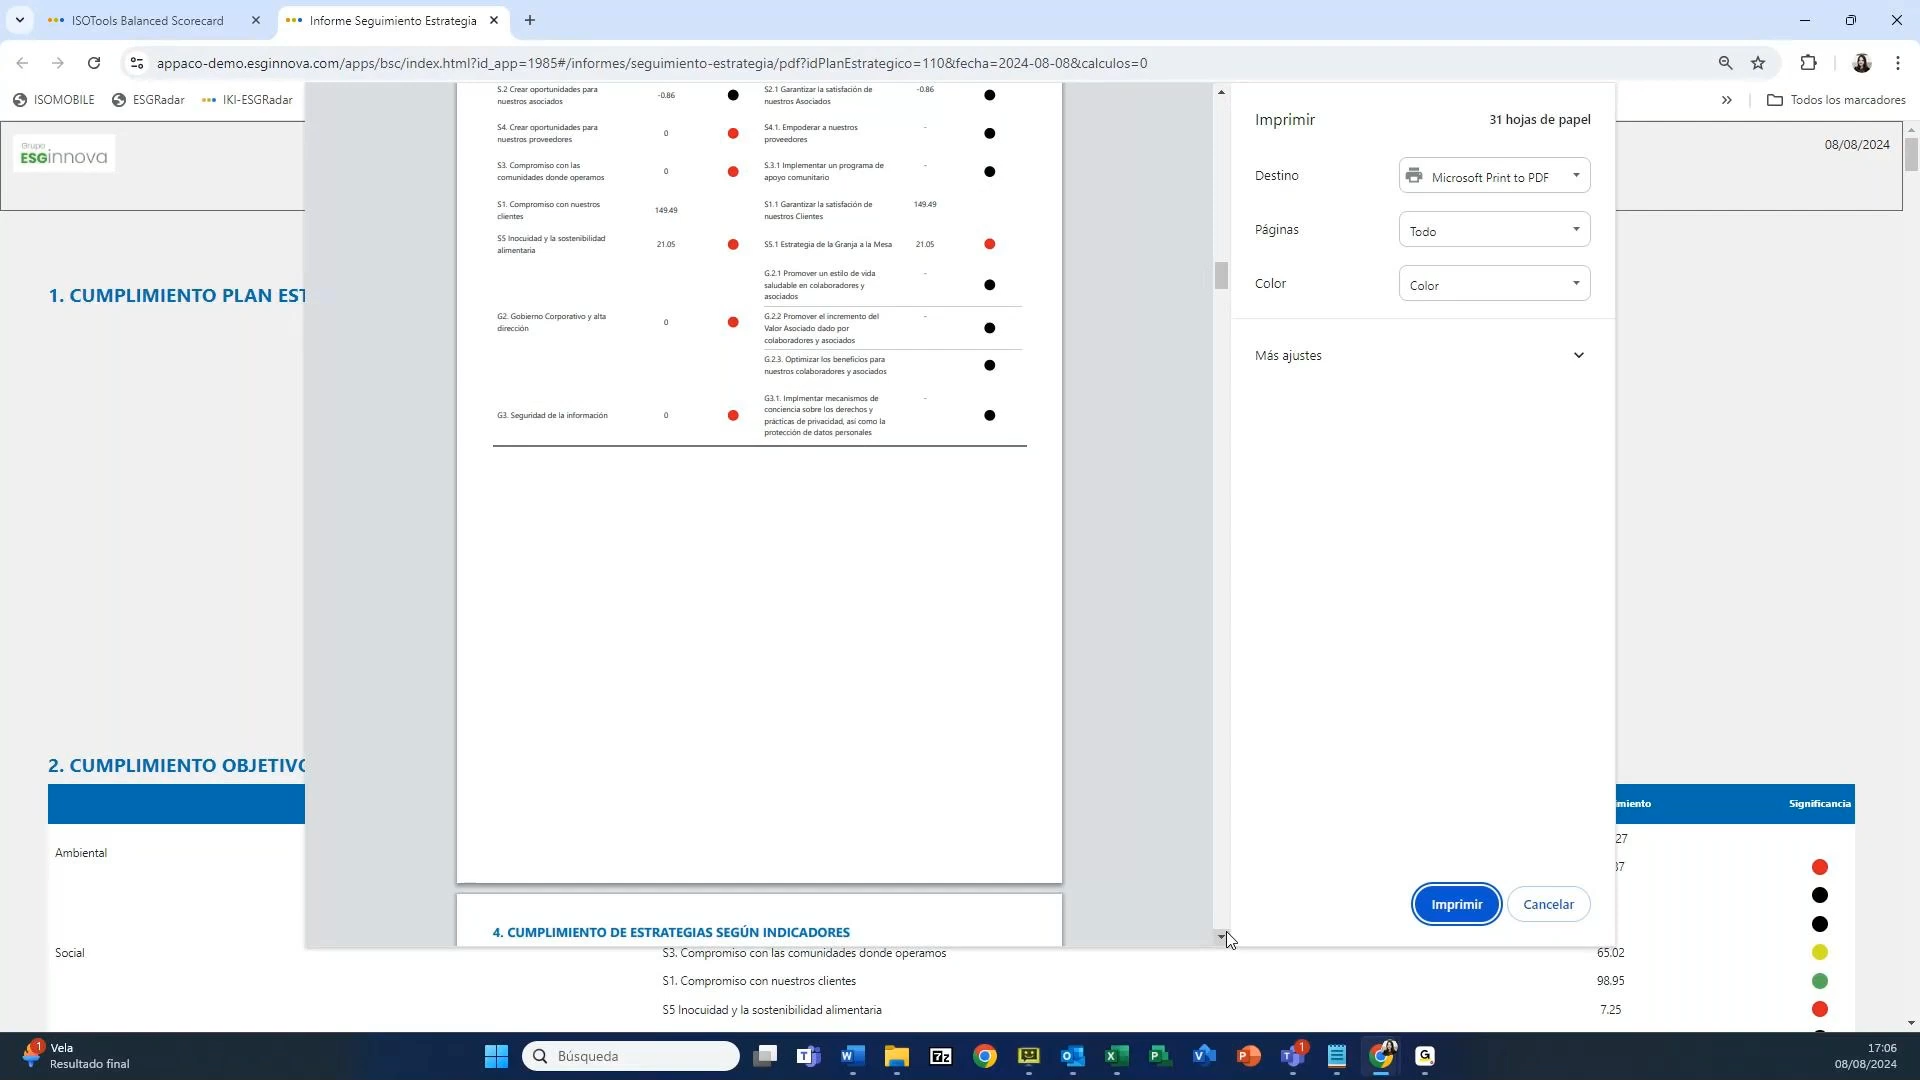 ISOTools Balanced Scorecard
Informe Seguimiento Estrategia
appaco-demo.esginnova.com/apps/bsc/index.html?id_app=1985#/informes/seguimiento-estrategia/pdf?idPlanEstrategico=110&fecha=2024-08-08&calculos=0
ISOMOBILE
ESGRadar
IKI-ESGRadar
Todos los marcadores
Grupo
ESGinnova
08/08/2024
1. CUMPLIMIENTO PLAN EST
2. CUMPLIMIENTO OBJETIVO
S.2 Crear oportunidades para
nuestros asociados
-0.86
S2.1 Garantizar la satisfacción de
nuestros Asociados
-0.86
S4. Crear oportunidades para
nuestros proveedores
0
S4.1. Empoderar a nuestros
proveedores
-
S3. Compromiso con las
comunidades donde operamos
0
S.3.1 Implementar un programa de
apoyo comunitario
-
S1. Compromiso con nuestros
clientes
149.49
S1.1 Garantizar la satisfacción de
nuestros Clientes
149.49
S5 Inocuidad y la sostenibilidad
alimentaria
21.05
S5.1 Estrategia de la Granja a la Mesa
21.05
G2. Gobierno Corporativo y alta
dirección
0
G.2.1 Promover un estilo de vida
saludable en colaboradores y
asociados
-
G.2.2 Promover el incremento del
Valor Asociado dado por
colaboradores y asociados
-
G.2.3. Optimizar los beneficios para
nuestros colaboradores y asociados
G3. Seguridad de la información
0
G3.1. Implmentar mecanismos de
conciencia sobre los derechos y
prácticas de privacidad, así como la
protección de datos personales
-
4. CUMPLIMIENTO DE ESTRATEGIAS SEGÚN INDICADORES
Imprimir
31 hojas de papel
Destino
Microsoft Print to PDF
Páginas
Todo
Color
Color
Más ajustes
Imprimir
Cancelar
miento
Significancia
Ambiental
27
37
Social
S3. Compromiso con las comunidades donde operamos
65.02
S1. Compromiso con nuestros clientes
98.95
S5 Inocuidad y la sostenibilidad alimentaria
7.25
1
Vela
Resultado final
Búsqueda
7z
1
17:06
08/08/2024